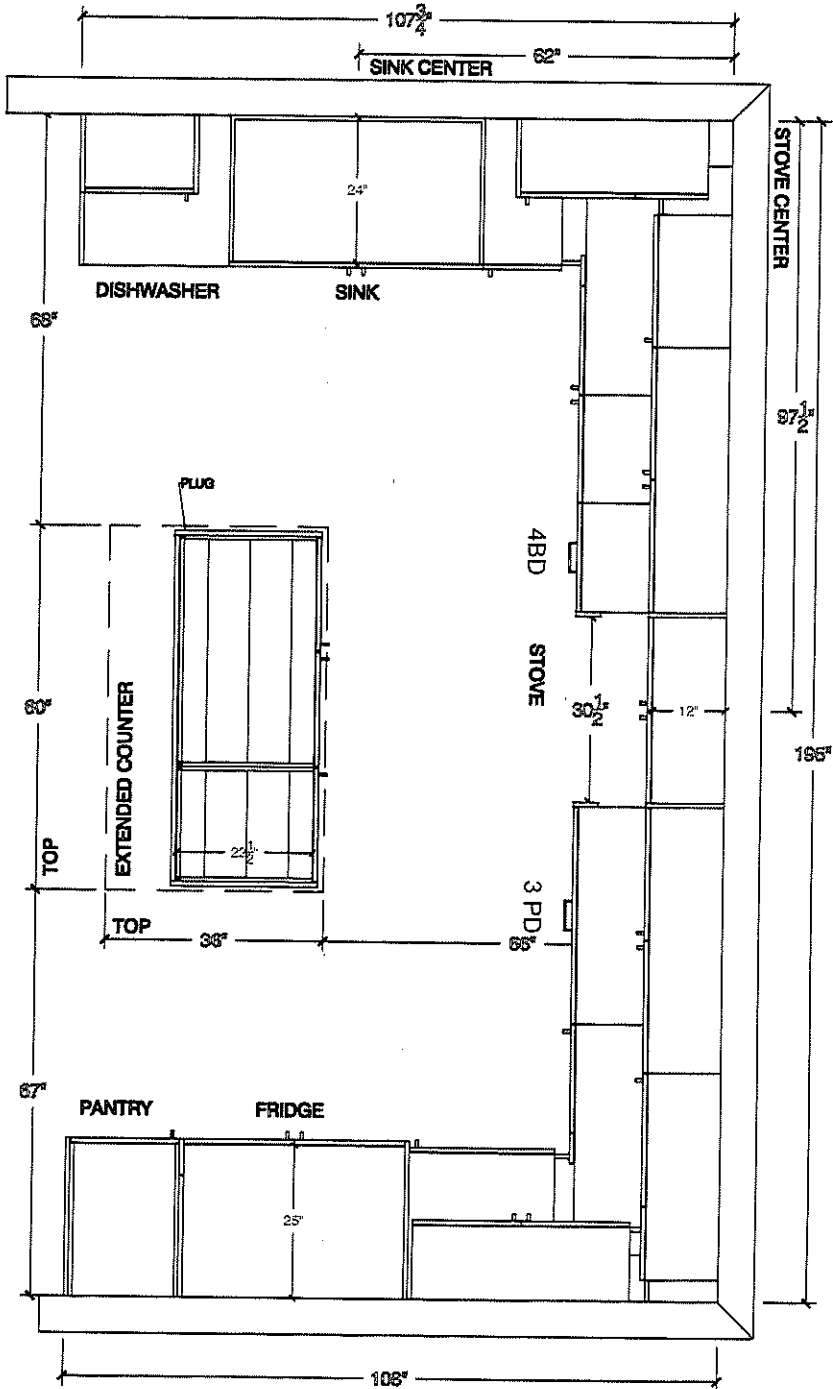 107 3/4"
62"
SINK CENTER
STOVE CENTER
24"
DISHWASHER
SINK
68"
97 1/2"
PLUG
4BD
STOVE
30 1/2"
12"
195"
60"
EXTENDED COUNTER
TOP
22 1/2"
3 PD
TOP
36"
67"
PANTRY
FRIDGE
25"